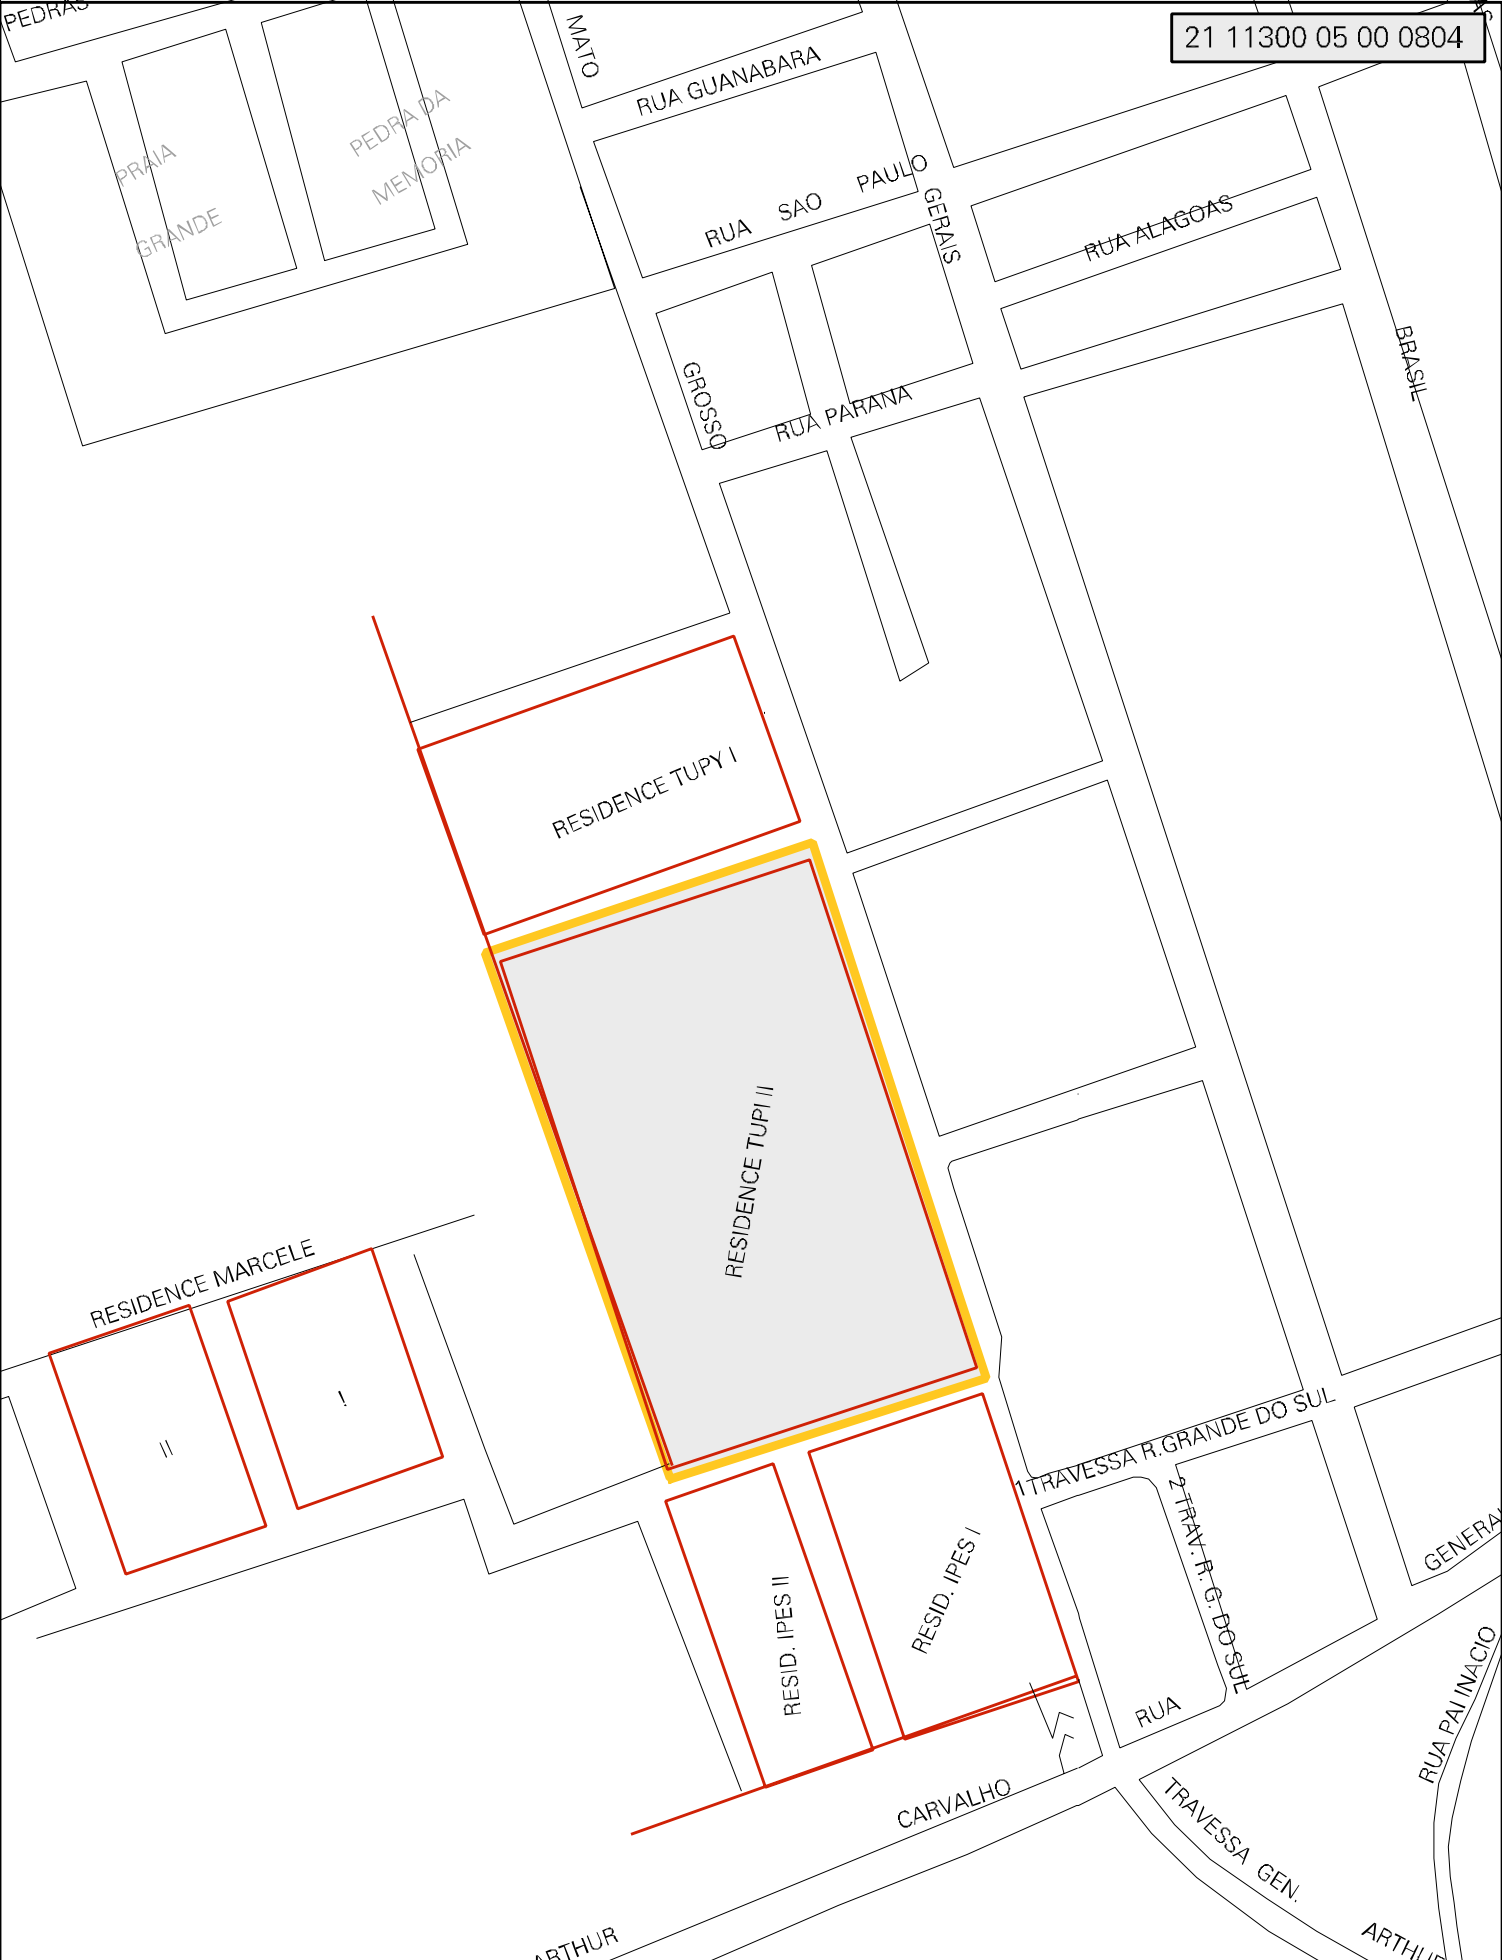 PEDRAS
21 11300 05 00 0804
MATO
RUA GUANABARA
PEDRA DA
MEMORIA
PRAIA
GRANDE
RUA SAO PAULO
GERAIS
RUA ALAGOAS
BRASIL
GROSSO
RUA PARANA
RESIDENCE TUPY I
RESIDENCE TUPI II
RESIDENCE MARCELE
!
II
1 TRAVESSA R.GRANDE DO SUL
2 TRAV. R. G. DO SUL
GENERAL
RESID. IPES I
RESID. IPES II
RUA
RUA PAI INACIO
CARVALHO
TRAVESSA GEN.
ARTHUR
ARTHUR